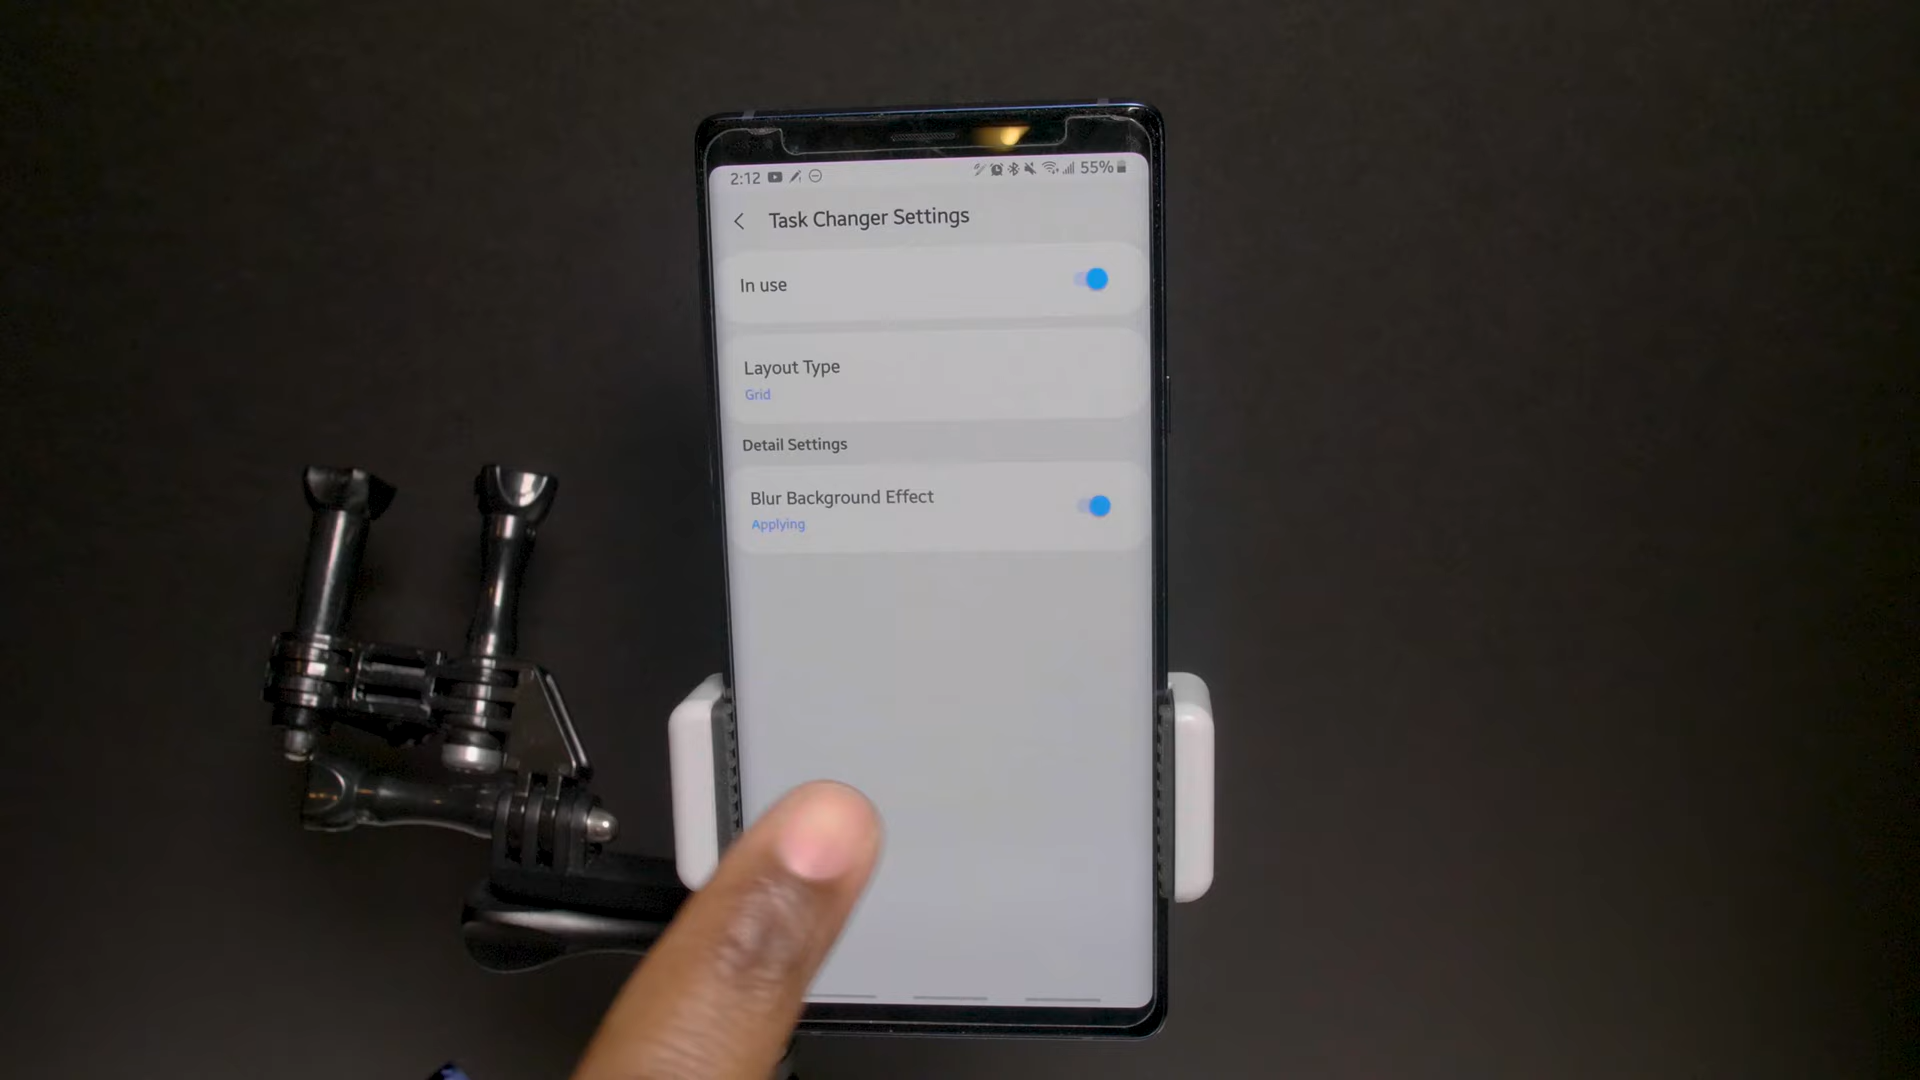 2:12 55%
Task Changer Settings
In use
Layout Type
Grid
Detail Settings
Blur Background Effect
Applying